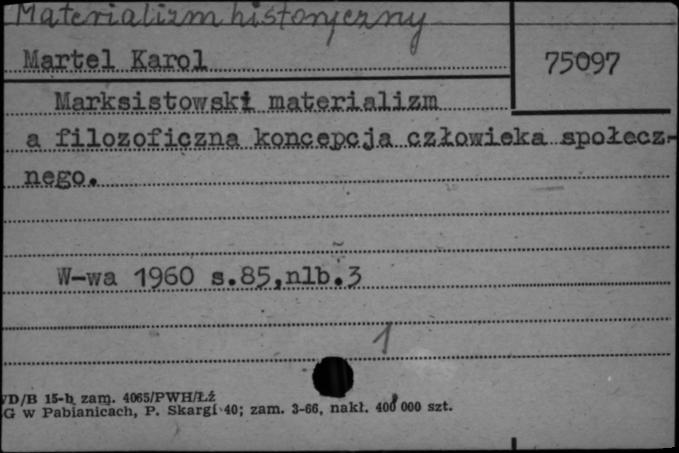 Materializm historyczny
Martel Karol
75097
Marksistowski materializm
a filozoficzna koncepcja człowieka społecz-
nego.
W-wa 1960 s.85,nlb.3
1
WD/B 15-b zam. 4065/PWH/Łź
G w Pabianicach, P. Skargi 40; zam. 3-66, nakł. 400 000 szt.